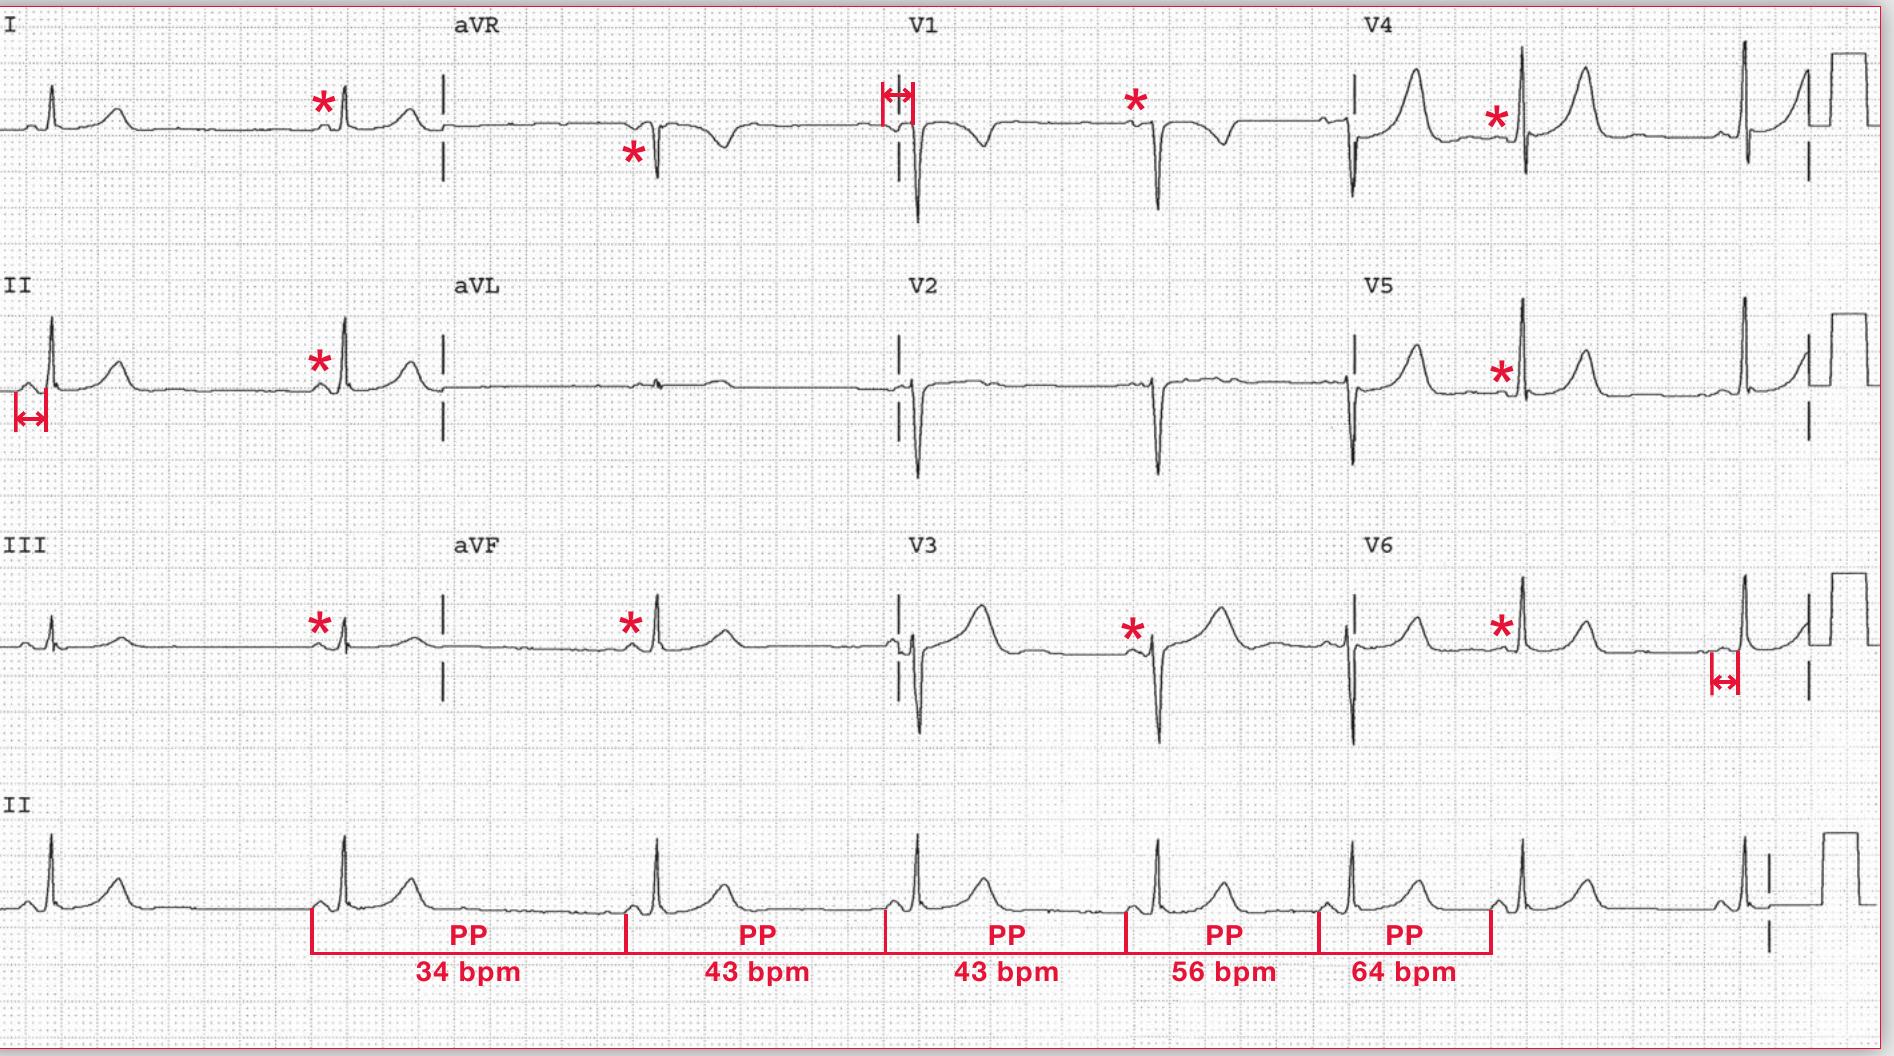 I aVR V1 V4
* *
*
*
II aVL V2 V5
* *
III aVF V3 V6
* * * *
II
PP PP PP PP PP
34 bpm 43 bpm 43 bpm 56 bpm 64 bpm